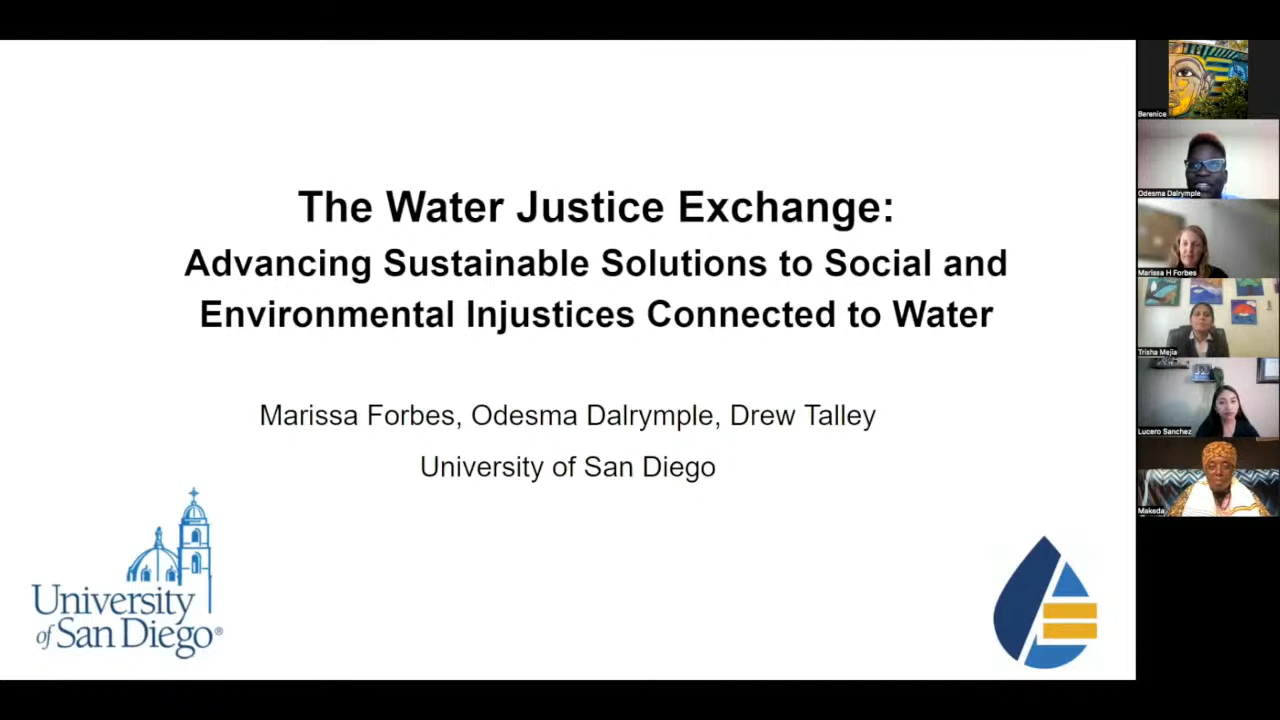 The Water Justice Exchange:
Advancing Sustainable Solutions to Social and
Environmental Injustices Connected to Water
Marissa Forbes, Odesma Dalrymple, Drew Talley
University of San Diego
University
of San Diego®
Berenice
Odesma Dalrymple
Marissa H Forbes
Trisha Mejia
Lucero Sanchez
Makeda